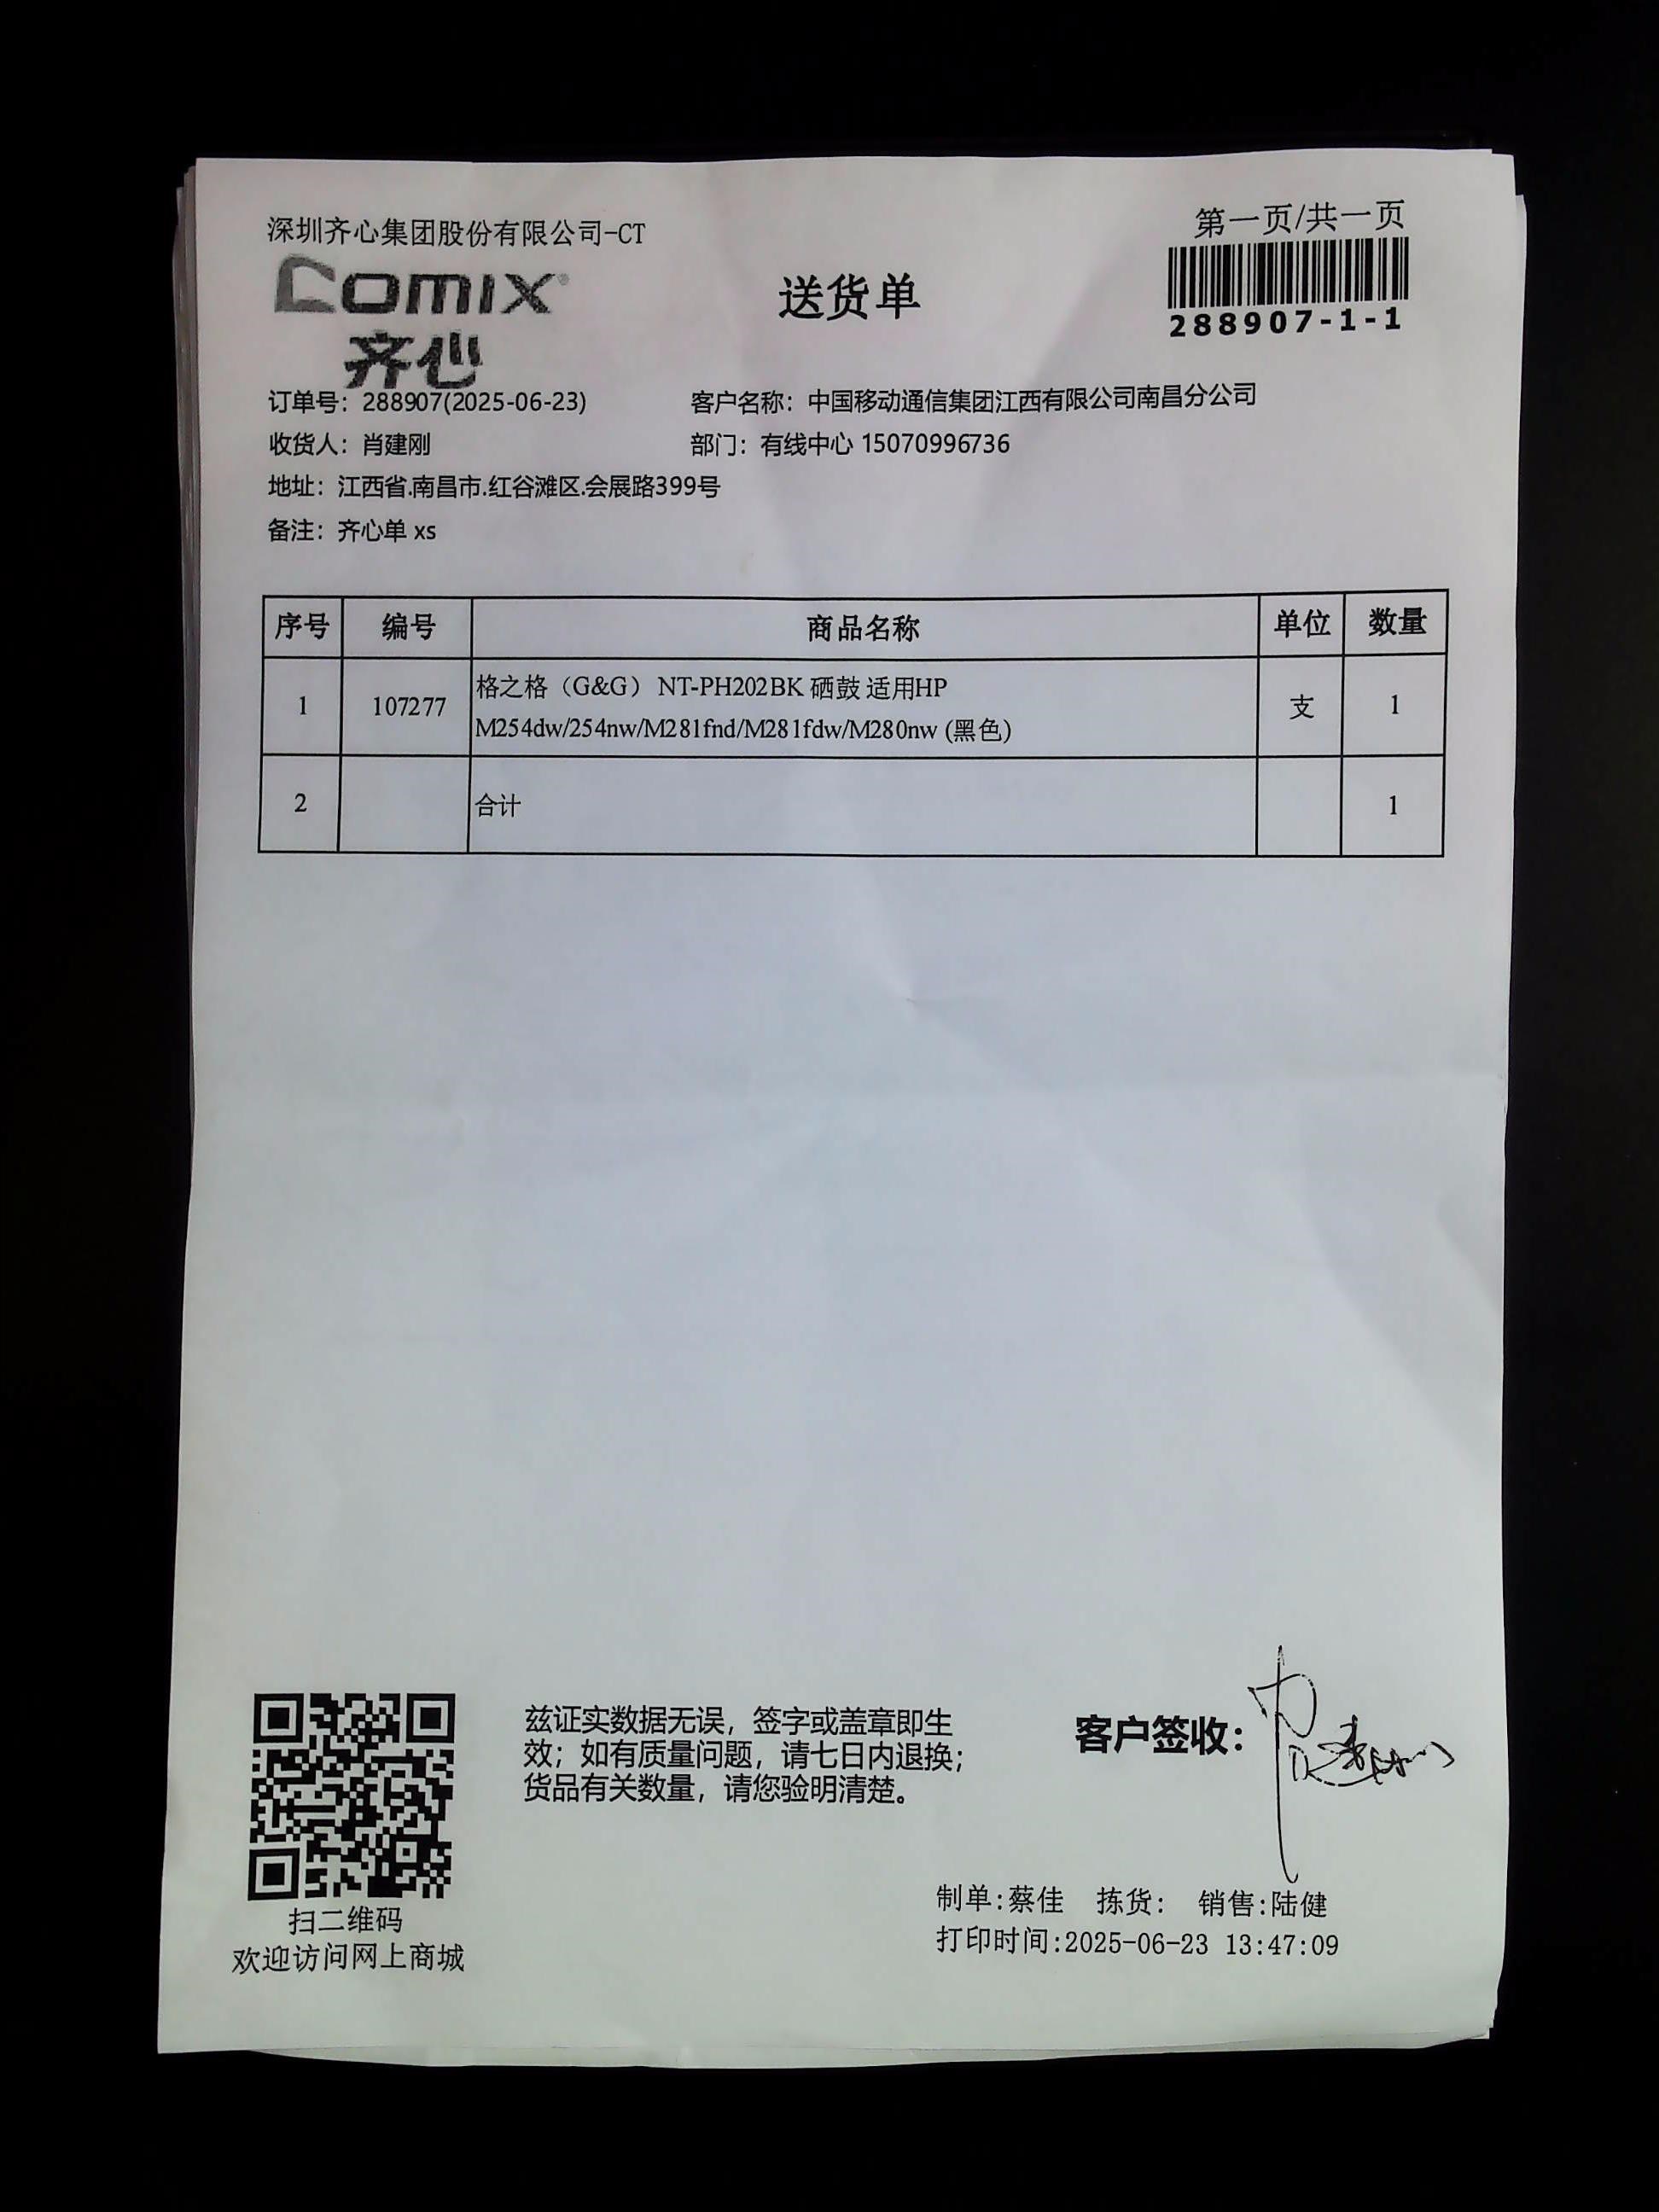 深圳齐心集团股份有限公司-CT
第一页/共一页
comix
齐心
送货单
288907-1-1
订单号：288907(2025-06-23)
客户名称：中国移动通信集团江西有限公司南昌分公司
收货人：肖建刚
部门：有线中心 15070996736
地址：江西省.南昌市.红谷滩区.会展路399号
备注：齐心单 xs
序号 编号 商品名称 单位 数量
1 107277 格之格（G&G） NT-PH202BK 硒鼓 适用HP
M254dw/254nw/M281fnd/M281fdw/M280nw (黑色) 支 1
2 合计 1
兹证实数据无误，签字或盖章即生
效；如有质量问题，请七日内退换；
货品有关数量，请您验明清楚。
客户签收：
扫二维码
欢迎访问网上商城
制单:蔡佳 拣货: 销售:陆健
打印时间:2025-06-23 13:47:09